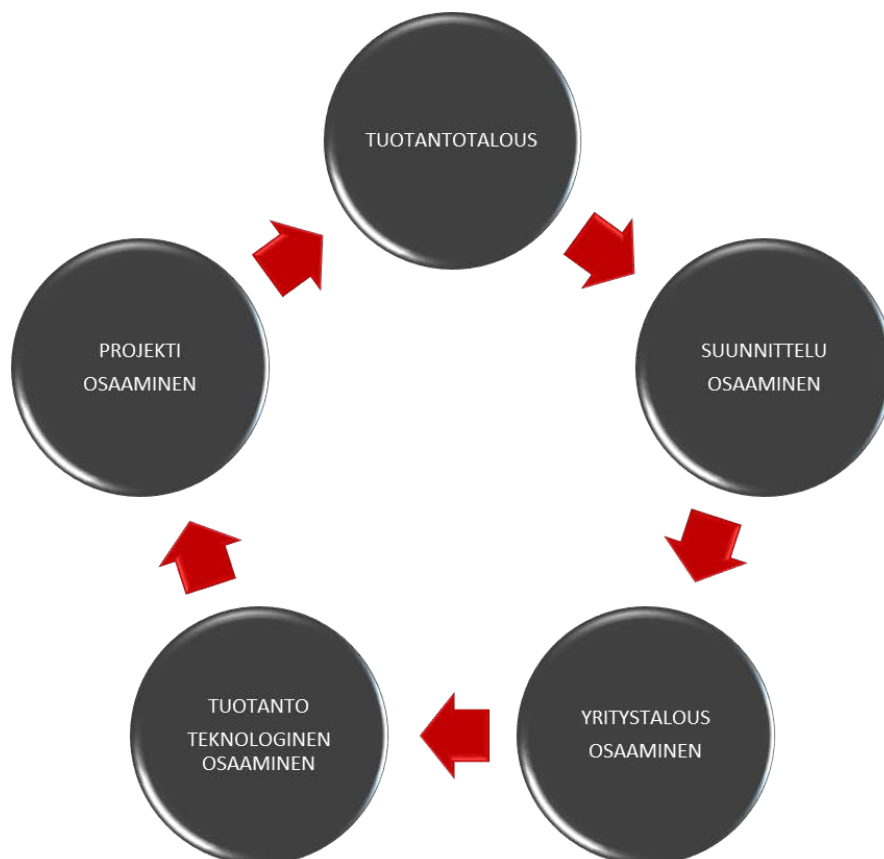 TUOTANTOTALOUS
SUUNNITTELU
OSAAMINEN
YRITYSTALOUS
OSAAMINEN
TUOTANTO
TEKNOLOGINEN
OSAAMINEN
PROJEKTI
OSAAMINEN